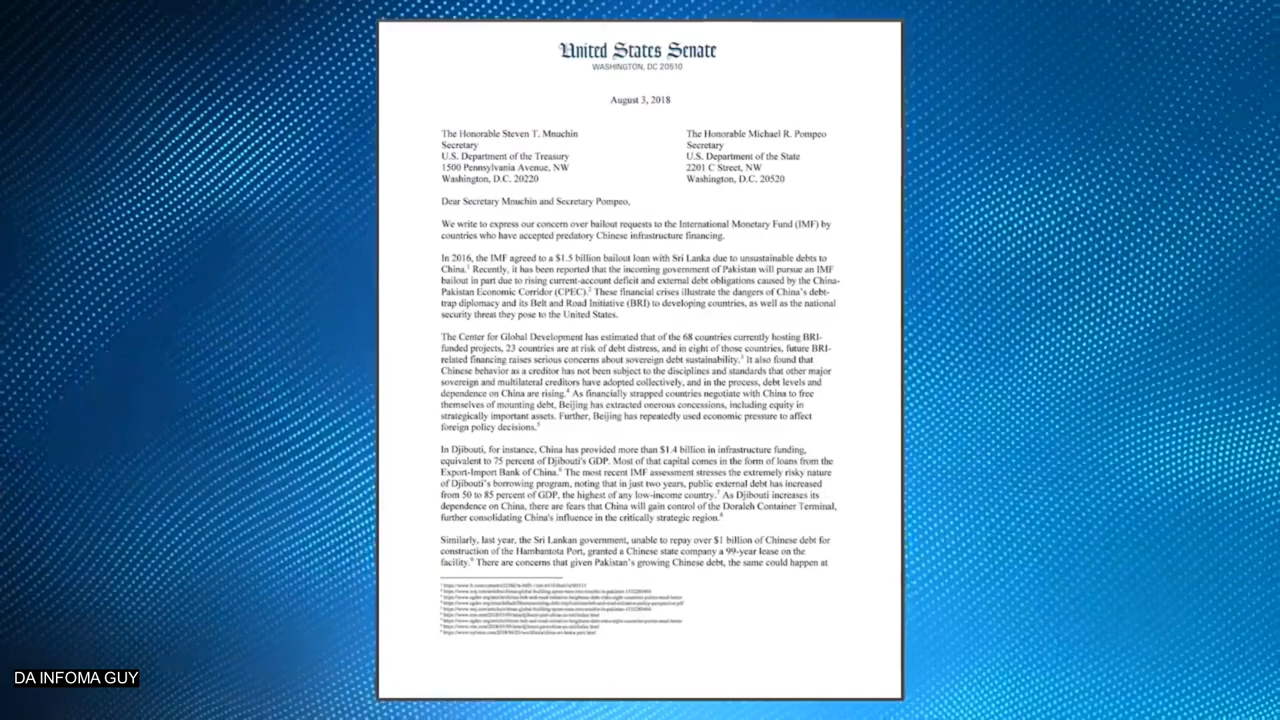 United States Senate
WASHINGTON, DC 20510
August 3, 2018
The Honorable Steven T. Mnuchin
Secretary
U.S. Department of the Treasury
1500 Pennsylvania Avenue, NW
Washington, D.C. 20220
The Honorable Michael R. Pompeo
Secretary
U.S. Department of the State
2201 C Street, NW
Washington, D.C. 20520
Dear Secretary Mnuchin and Secretary Pompeo,
We write to express our concern over bailout requests to the International Monetary Fund (IMF) by
countries who have accepted predatory Chinese infrastructure financing.
In 2016, the IMF agreed to a $1.5 billion bailout loan with Sri Lanka due to unsustainable debts to
China.1 Recently, it has been reported that the incoming government of Pakistan will pursue an IMF
bailout in part due to rising current-account deficit and external debt obligations caused by the China-
Pakistan Economic Corridor (CPEC).2 These financial crises illustrate the dangers of China's debt-
trap diplomacy and its Belt and Road Initiative (BRI) to developing countries, as well as the national
security threat they pose to the United States.
The Center for Global Development has estimated that of the 68 countries currently hosting BRI-
funded projects, 23 countries are at risk of debt distress, and in eight of those countries, future BRI-
related financing raises serious concerns about sovereign debt sustainability.3 It also found that
Chinese behavior as a creditor has not been subject to the disciplines and standards that other major
sovereign and multilateral creditors have adopted collectively, and in the process, debt levels and
dependence on China are rising.4 As financially strapped countries negotiate with China to free
themselves of mounting debt, Beijing has extracted onerous concessions, including equity in
strategically important assets. Further, Beijing has repeatedly used economic pressure to affect
foreign policy decisions.5
In Djibouti, for instance, China has provided more than $1.4 billion in infrastructure funding,
equivalent to 75 percent of Djibouti's GDP. Most of that capital comes in the form of loans from the
Export-Import Bank of China.6 The most recent IMF assessment stresses the extremely risky nature
of Djibouti's borrowing program, noting that in just two years, public external debt has increased
from 50 to 85 percent of GDP, the highest of any low-income country.7 As Djibouti increases its
dependence on China, there are fears that China will gain control of the Doraleh Container Terminal,
further consolidating China's influence in the critically strategic region.8
Similarly, last year, the Sri Lankan government, unable to repay over $1 billion of Chinese debt for
construction of the Hambantota Port, granted a Chinese state company a 99-year lease on the
facility.9 There are concerns that given Pakistan's growing Chinese debt, the same could happen at
DA INFOMA GUY